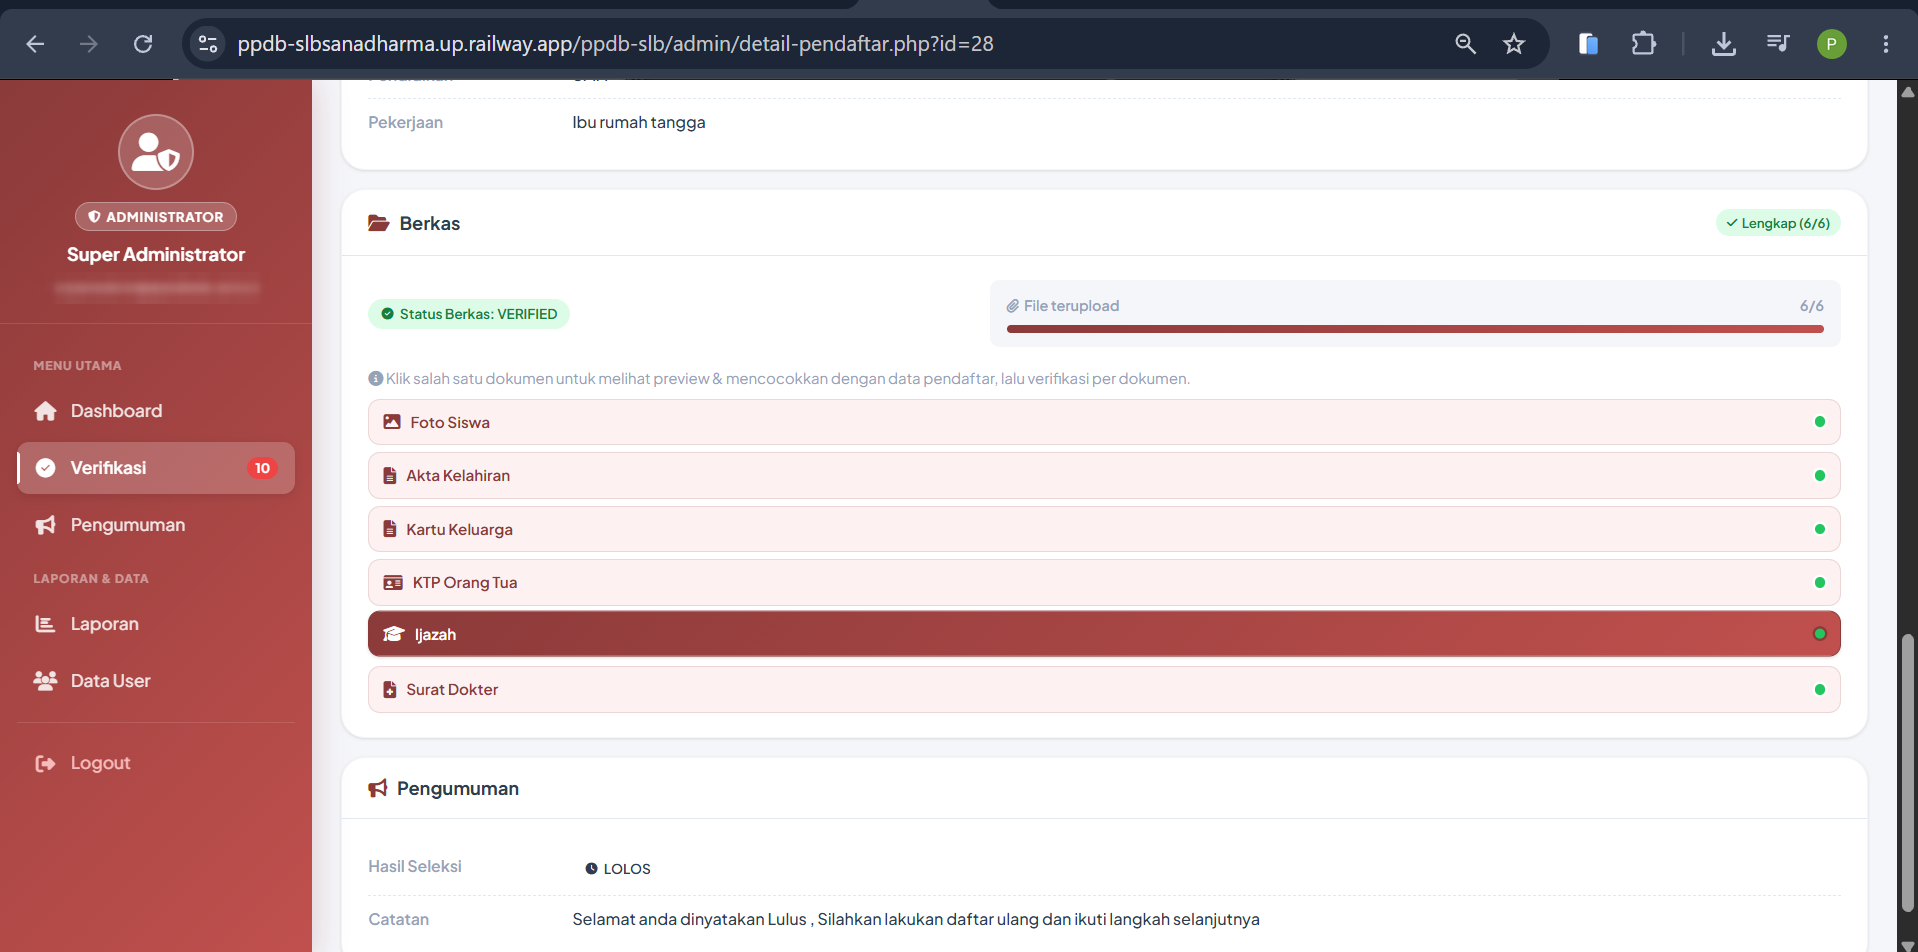 ppdb-slbsanadharma.up.railway.app/ppdb-slb/admin/detail-pendaftar.php?id=28
P
ADMINISTRATOR
Super Administrator
MENU UTAMA
Dashboard
Verifikasi 10
Pengumuman
LAPORAN & DATA
Laporan
Data User
Logout
Pekerjaan Ibu rumah tangga
Berkas Lengkap (6/6)
Status Berkas: VERIFIED
File terupload 6/6
Klik salah satu dokumen untuk melihat preview & mencocokkan dengan data pendaftar, lalu verifikasi per dokumen.
Foto Siswa
Akta Kelahiran
Kartu Keluarga
KTP Orang Tua
Ijazah
Surat Dokter
Pengumuman
Hasil Seleksi LOLOS
Catatan Selamat anda dinyatakan Lulus , Silahkan lakukan daftar ulang dan ikuti langkah selanjutnya